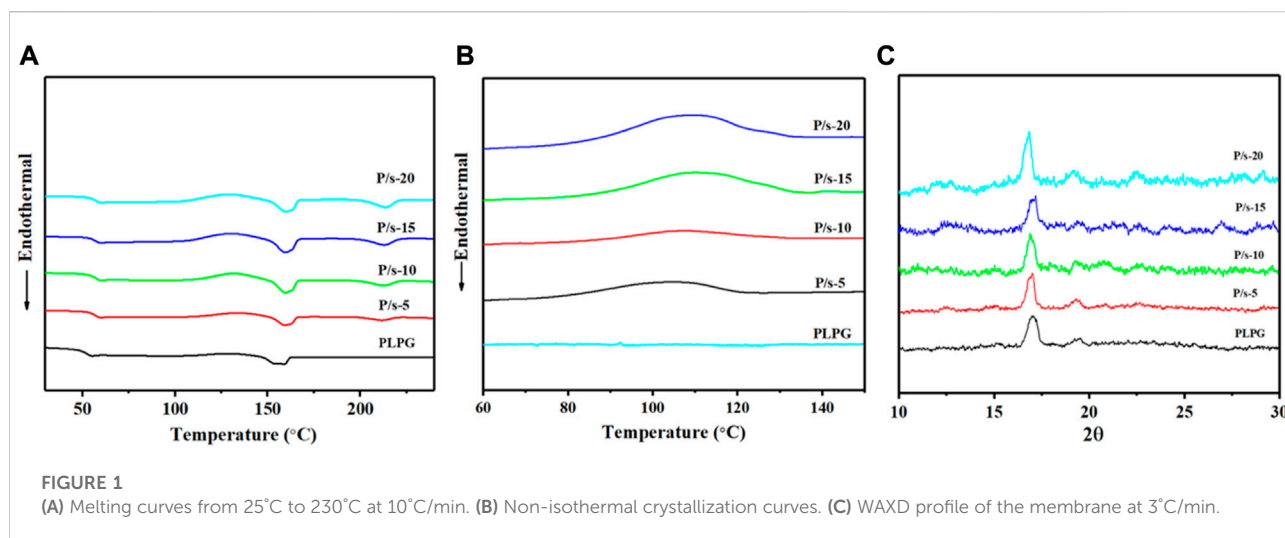 A
Endothermal
P/s-20
P/s-15
P/s-10
P/s-5
PLPG
50 100 150 200
Temperature (°C)
B
Endothermal
P/s-20
P/s-15
P/s-10
P/s-5
PLPG
60 80 100 120 140
Temperature (°C)
C
P/s-20
P/s-15
P/s-10
P/s-5
PLPG
10 15 20 25 30
2θ
FIGURE 1
(A) Melting curves from 25°C to 230°C at 10°C/min. (B) Non-isothermal crystallization curves. (C) WAXD profile of the membrane at 3°C/min.